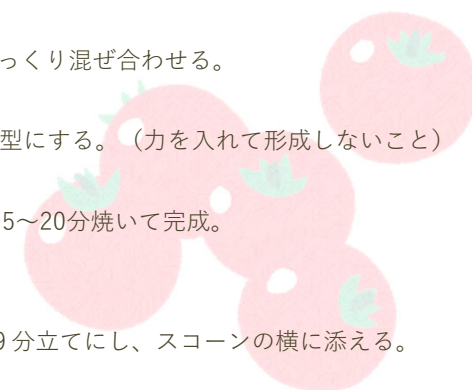 っくり混ぜ合わせる。
型にする。（力を入れて形成しないこと）
5～20分焼いて完成。
9分立てにし、スコーンの横に添える。